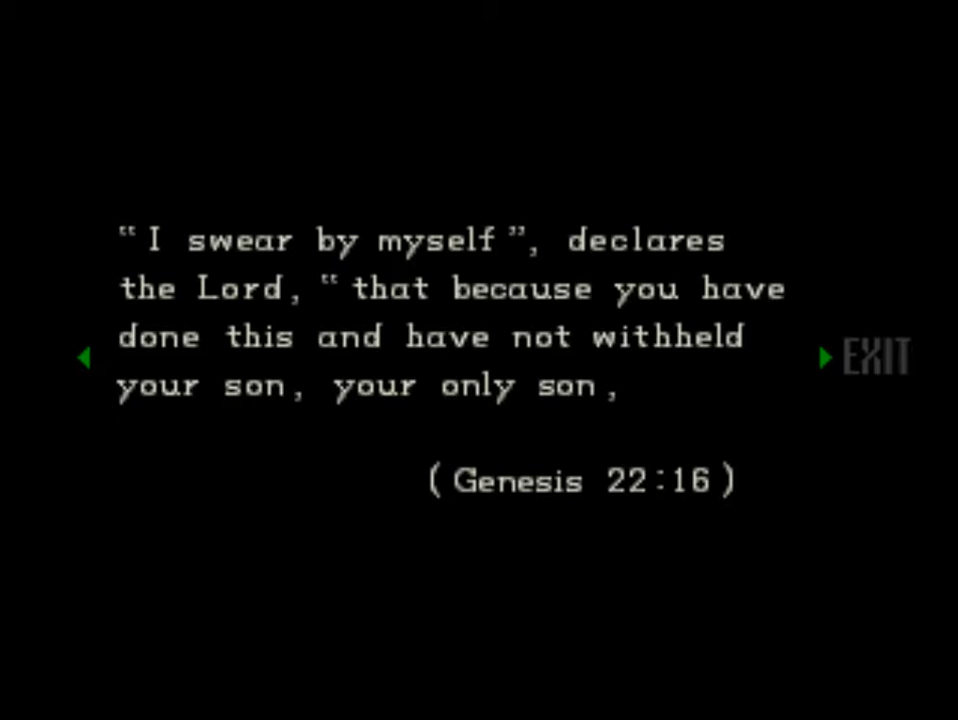 “I swear by myself”, declares
the Lord, “that because you have
done this and have not withheld
your son, your only son,
EXIT
(Genesis 22:16)